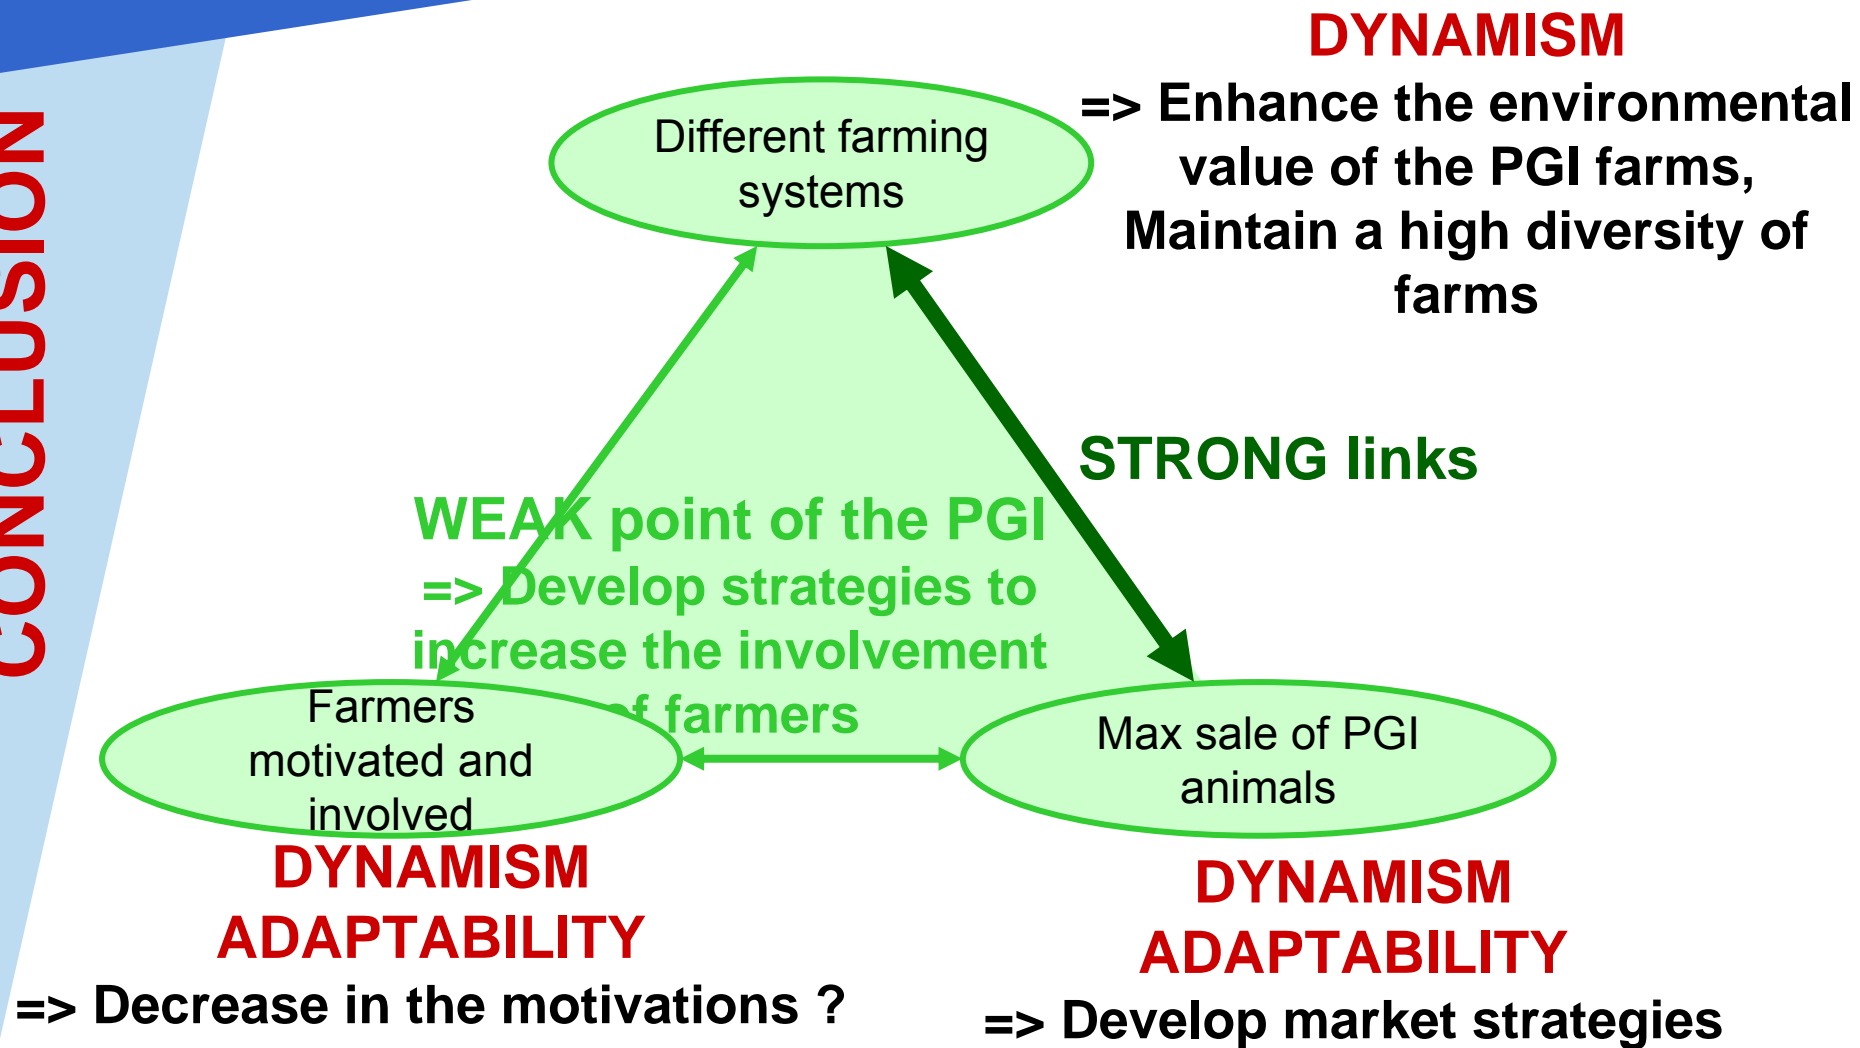 CONCLUSION
DYNAMISM
=> Enhance the environmental
value of the PGI farms,
Maintain a high diversity of
farms
Different farming
systems
STRONG links
WEAK point of the PGI
=> Develop strategies to
increase the involvement
of farmers
Farmers
motivated and
involved
Max sale of PGI
animals
DYNAMISM
ADAPTABILITY
=> Decrease in the motivations ?
DYNAMISM
ADAPTABILITY
=> Develop market strategies